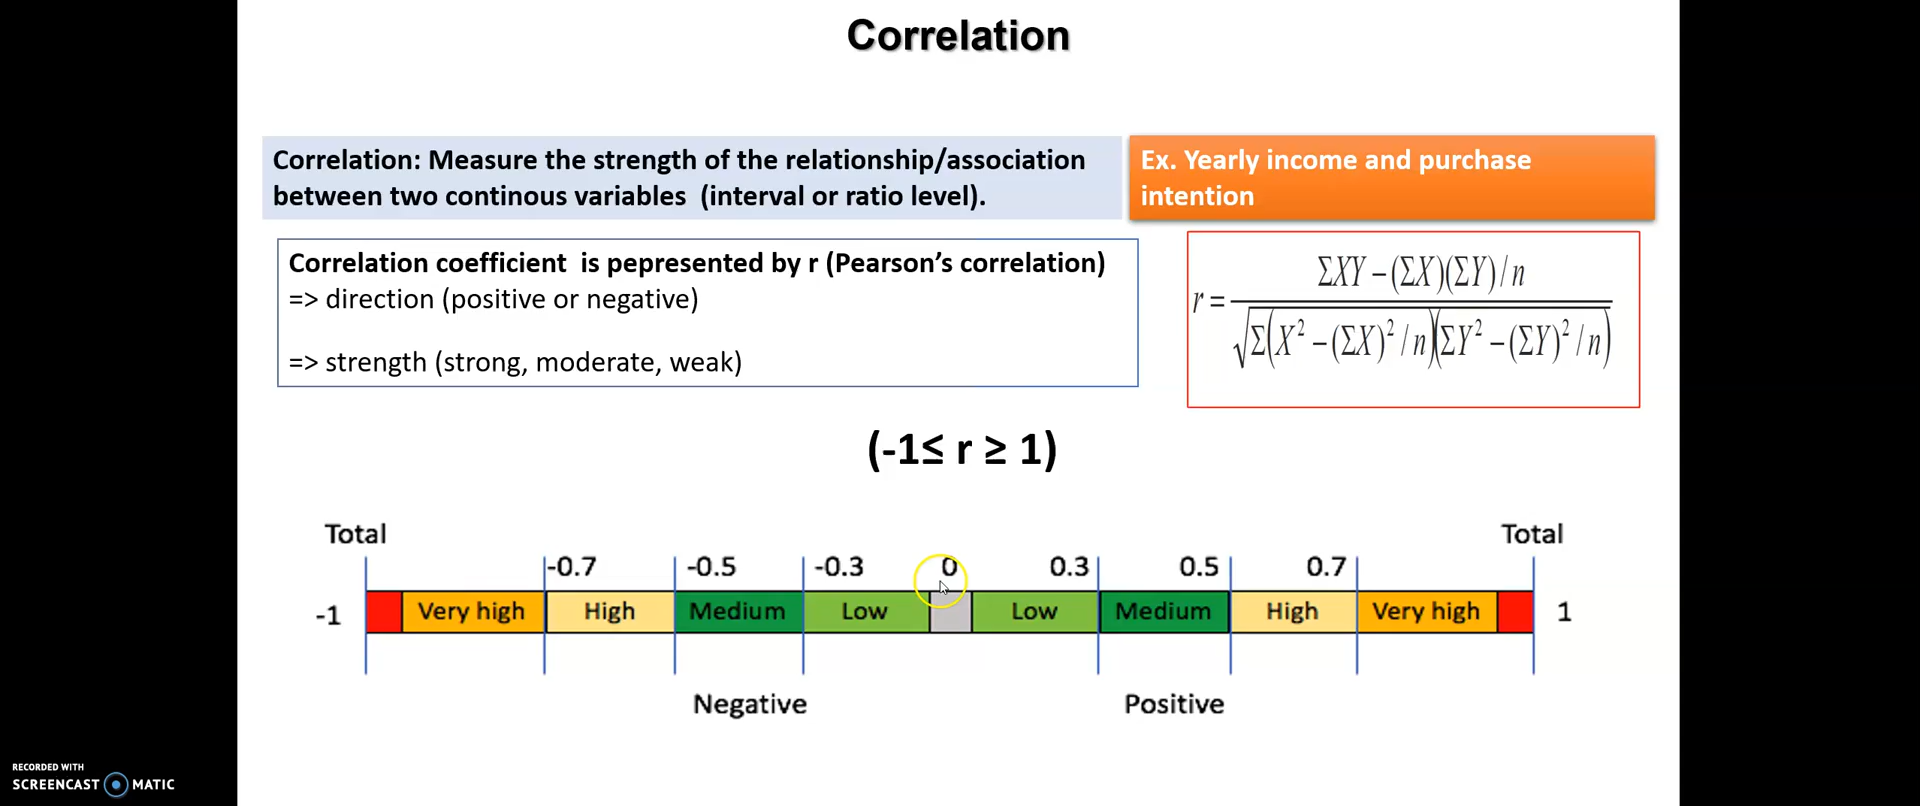 Correlation
Correlation: Measure the strength of the relationship/association
between two continous variables  (interval or ratio level).
Ex. Yearly income and purchase
intention
Correlation coefficient  is pepresented by r (Pearson’s correlation)
=> direction (positive or negative)
=> strength (strong, moderate, weak)
r = ΣXY − (ΣX)(ΣY) / n
√Σ(X² − (ΣX)² / n)(ΣY² − (ΣY)² / n)
(-1≤ r ≥ 1)
Total Total
-0.7 -0.5 -0.3 0 0.3 0.5 0.7
-1 Very high High Medium Low Low Medium High Very high 1
Negative Positive
RECORDED WITH
SCREENCAST MATIC